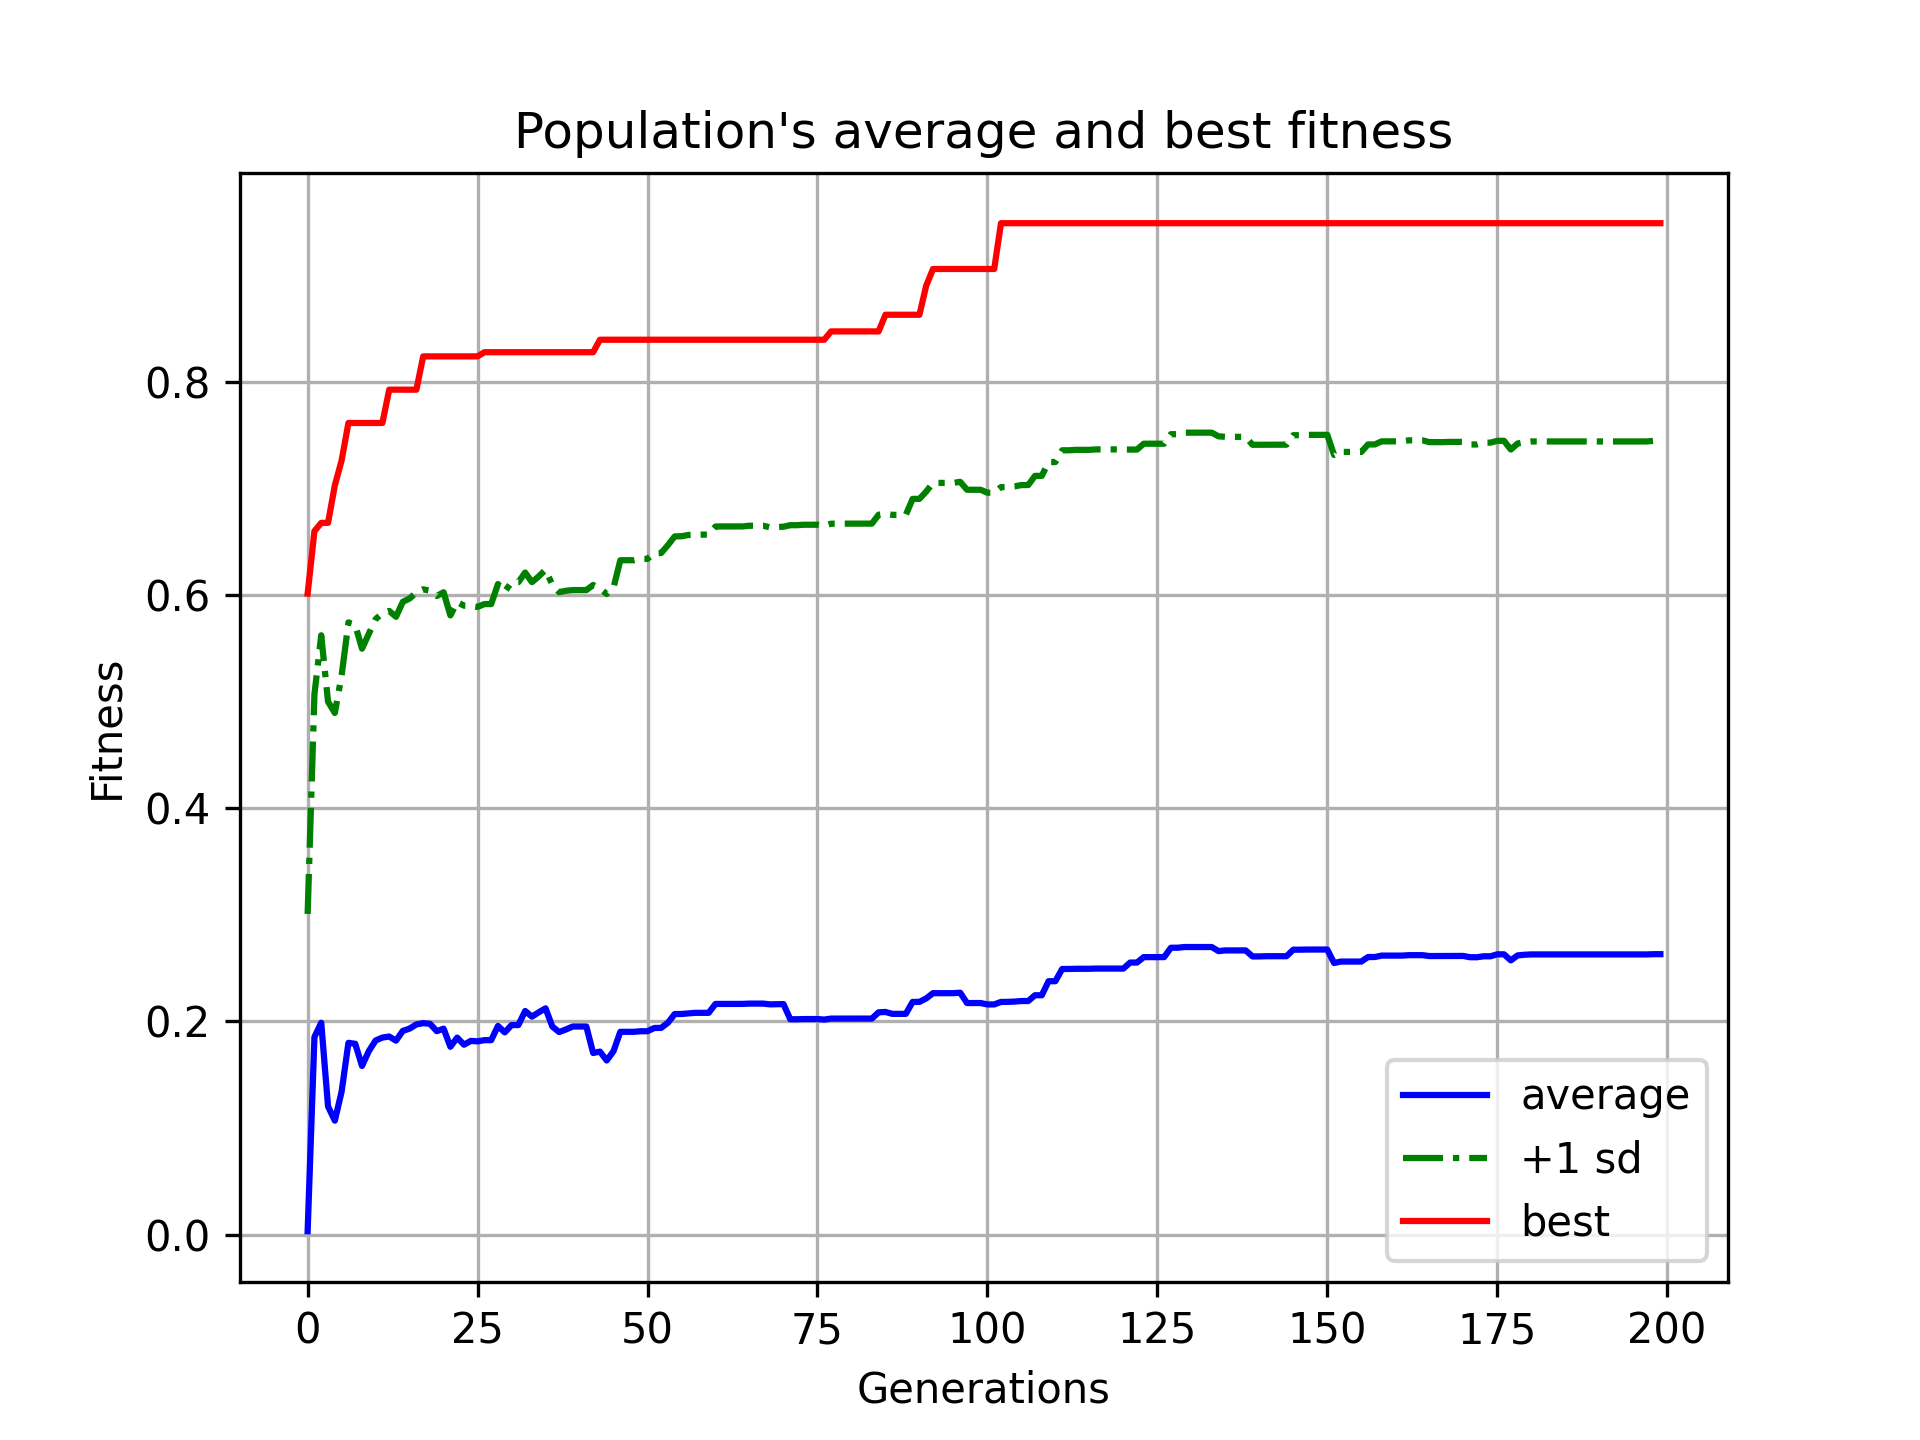 Population's average and best fitness
Fitness
0.8
0.6
0.4
0.2
0.0
0 25 50 75 100 125 150 175 200
Generations
average
+1 sd
best